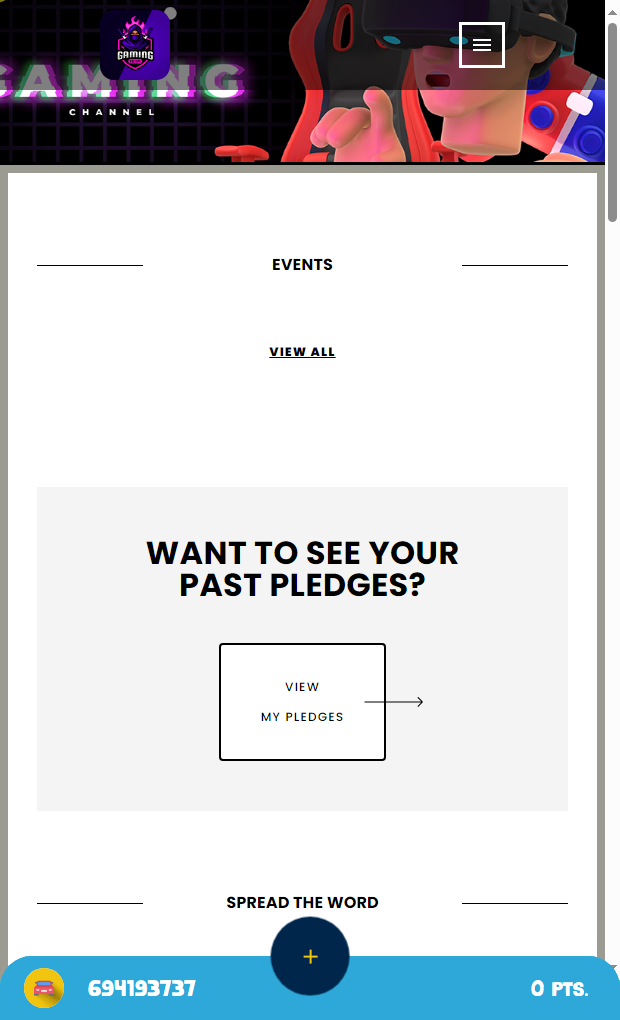 GAMING
GAMING
CHANNEL
EVENTS
VIEW ALL
WANT TO SEE YOUR
PAST PLEDGES?
VIEW
MY PLEDGES
SPREAD THE WORD
+
694193737
0 PTS.